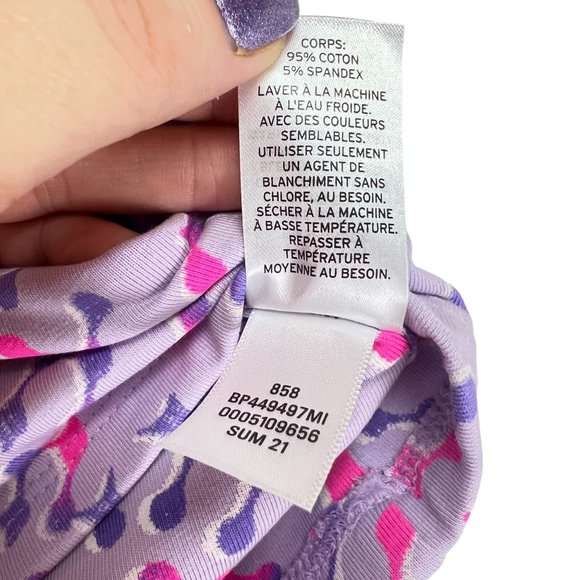 CORPS:
95% COTON
5% SPANDEX
LAVER À LA MACHINE
À L'EAU FROIDE.
AVEC DES COULEURS
SEMBLABLES.
UTILISER SEULEMENT
UN AGENT DE
BLANCHIMENT SANS
CHLORE, AU BESOIN.
SÉCHER À LA MACHINE
À BASSE TEMPÉRATURE.
REPASSER À
TEMPÉRATURE
MOYENNE AU BESOIN.
858
BP449497MI
0005109656
SUM 21